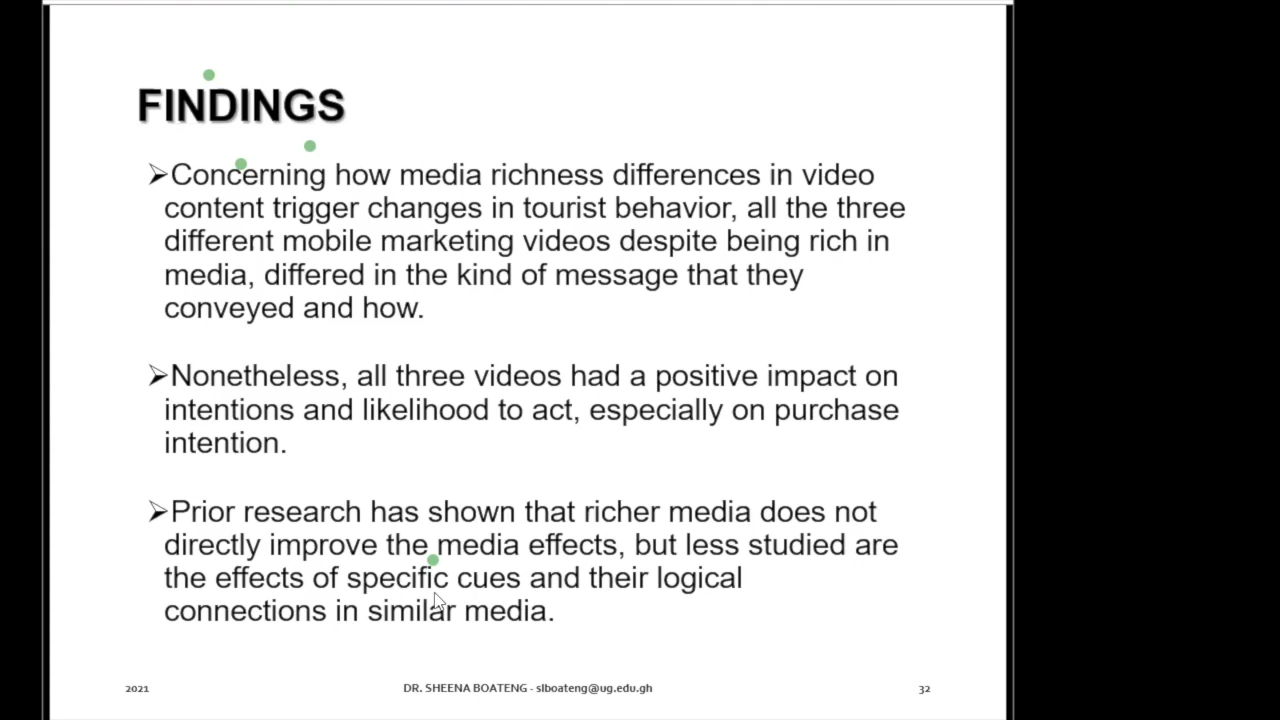 FINDINGS
➢Concerning how media richness differences in video
content trigger changes in tourist behavior, all the three
different mobile marketing videos despite being rich in
media, differed in the kind of message that they
conveyed and how.
➢Nonetheless, all three videos had a positive impact on
intentions and likelihood to act, especially on purchase
intention.
➢Prior research has shown that richer media does not
directly improve the media effects, but less studied are
the effects of specific cues and their logical
connections in similar media.
2021 DR. SHEENA BOATENG - slboateng@ug.edu.gh 32